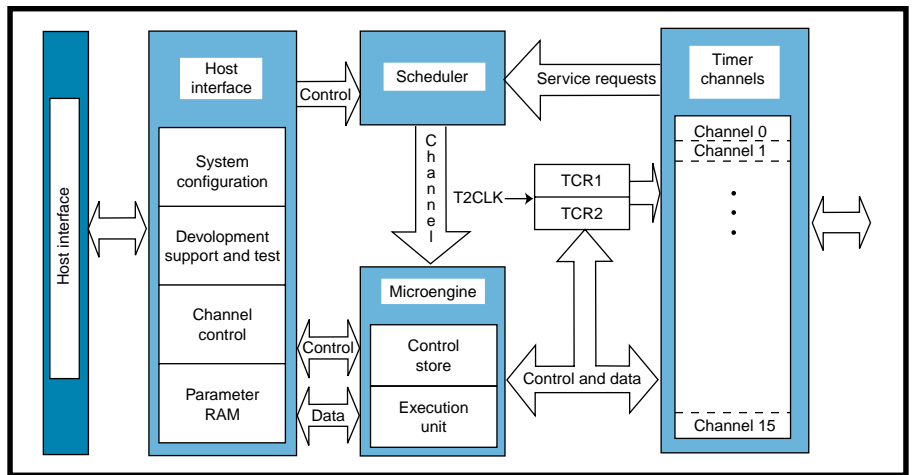 Host interface
Host
interface
System
configuration
Devolopment
support and test
Channel
control
Parameter
RAM
Control
Scheduler
Service requests
Channel
T2CLK
TCR1
TCR2
Microengine
Control
store
Execution
unit
Control
Data
Control and data
Timer
channels
Channel 0
Channel 1
Channel 15